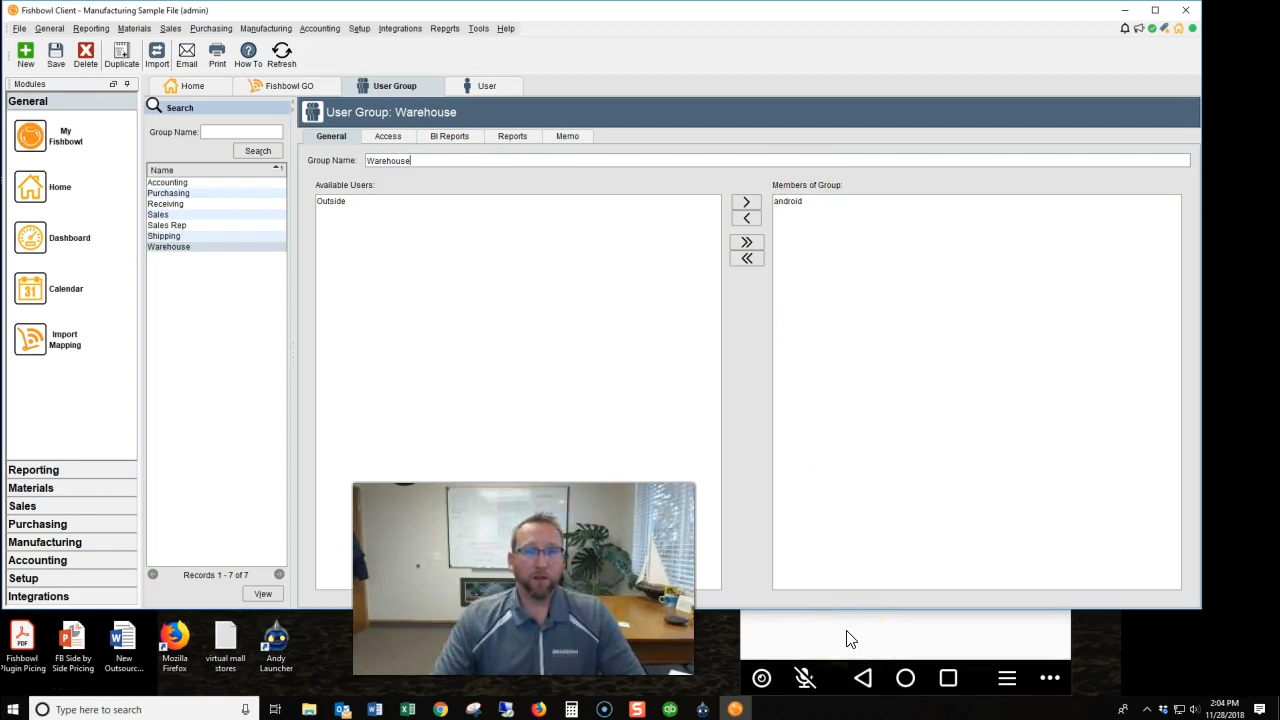 Fishbowl Client - Manufacturing Sample File (admin)
File General Reporting Materials Sales Purchasing Manufacturing Accounting Setup Integrations Reports Tools Help
New Save Delete Duplicate Import Email Print How To Refresh
Modules
General
My Fishbowl
Home
Dashboard
Calendar
31
Import Mapping
Reporting
Materials
Sales
Purchasing
Manufacturing
Accounting
Setup
Integrations
Home Fishbowl GO User Group User
Search
Group Name:
Search
Name 1
Accounting
Purchasing
Receiving
Sales
Sales Rep
Shipping
Warehouse
Records 1 - 7 of 7
View
User Group: Warehouse
General Access BI Reports Reports Memo
Group Name: Warehouse
Available Users:
Outside
> 
<
>>
<<
Members of Group:
android
Fishbowl Plugin Picing
FB Side by Side Pricing
New Outsourc...
Mozilla Firefox
virtual mall stores
Andy Launcher
Type here to search
2:04 PM
11/28/2018